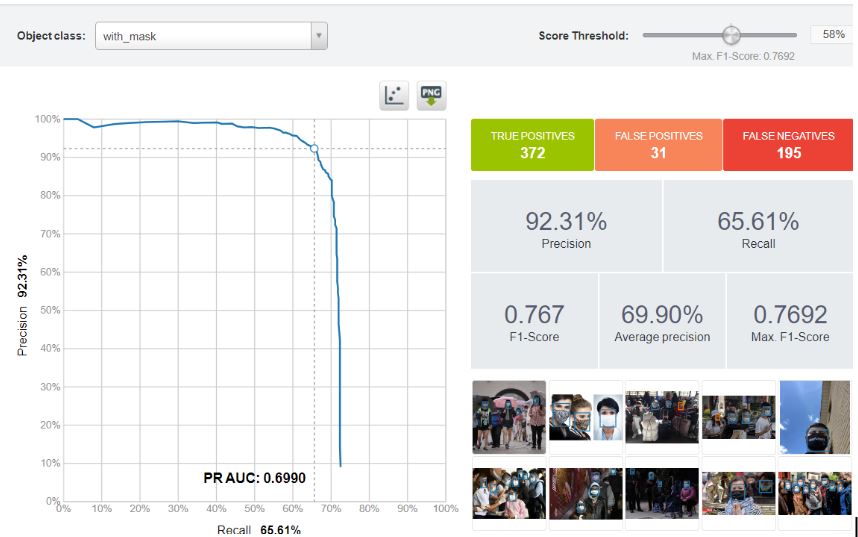 Object class: with_mask Score Threshold: 58%
Max. F1-Score: 0.7692
PNG
100%
90%
80%
70%
60%
50%
40%
30%
20%
10%
0%
Precision 92.31%
PR AUC: 0.6990
0% 10% 20% 30% 40% 50% 60% 70% 80% 90% 100%
Recall 65.61%
TRUE POSITIVES
372
FALSE POSITIVES
31
FALSE NEGATIVES
195
92.31%
Precision
65.61%
Recall
0.767
F1-Score
69.90%
Average precision
0.7692
Max. F1-Score